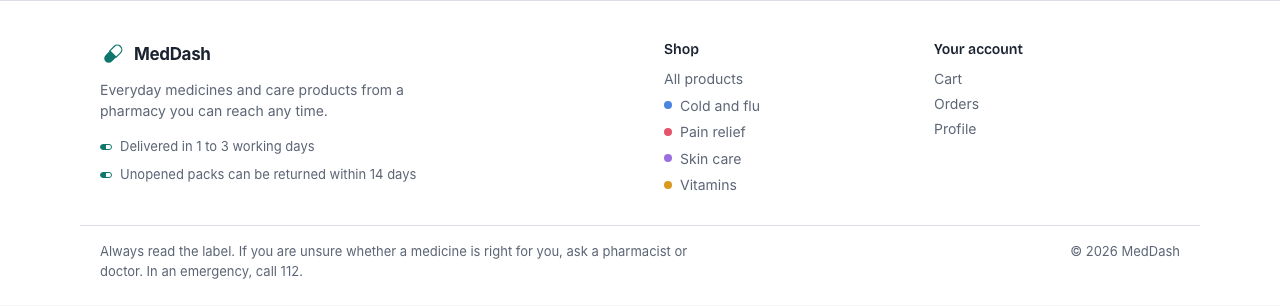 MedDash
Everyday medicines and care products from a
pharmacy you can reach any time.
Delivered in 1 to 3 working days
Unopened packs can be returned within 14 days
Shop
All products
Cold and flu
Pain relief
Skin care
Vitamins
Your account
Cart
Orders
Profile
Always read the label. If you are unsure whether a medicine is right for you, ask a pharmacist or
doctor. In an emergency, call 112.
© 2026 MedDash